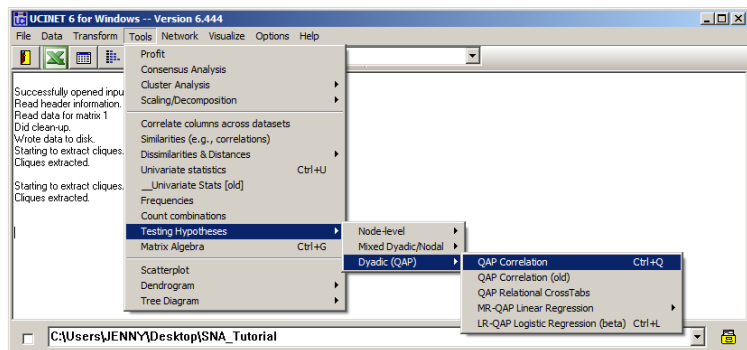 UCINET 6 for Windows -- Version 6.444
File Data Transform Tools Network Visualize Options Help
Successfully opened inpu
Read header information.
Read data for matrix 1
Did clean-up.
Wrote data to disk.
Starting to extract cliques.
Cliques extracted.
Starting to extract cliques.
Cliques extracted.
Profit
Consensus Analysis
Cluster Analysis
Scaling/Decomposition
Correlate columns across datasets
Similarities (e.g., correlations)
Dissimilarities & Distances
Univariate statistics Ctrl+U
__Univariate Stats [old]
Frequencies
Count combinations
Testing Hypotheses
Matrix Algebra Ctrl+G
Scatterplot
Dendrogram
Tree Diagram
Node-level
Mixed Dyadic/Nodal
Dyadic (QAP)
QAP Correlation Ctrl+Q
QAP Correlation (old)
QAP Relational CrossTabs
MR-QAP Linear Regression
LR-QAP Logistic Regression (beta) Ctrl+L
C:\Users\JENNY\Desktop\SNA_Tutorial